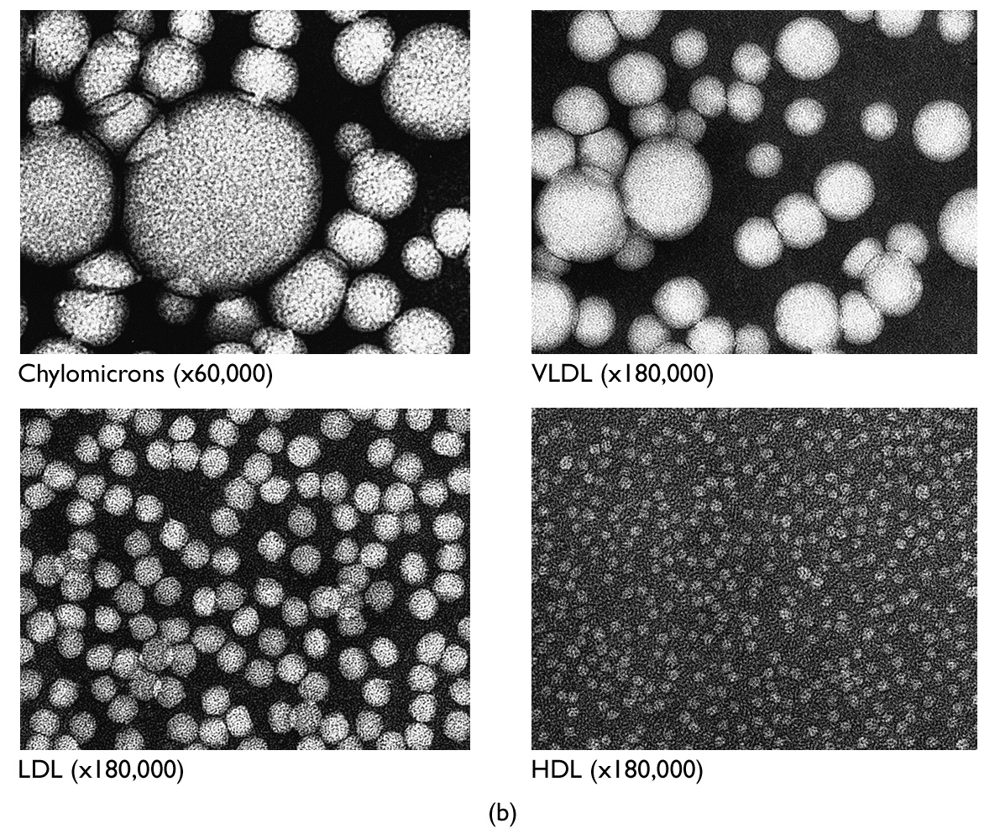 Chylomicrons (x60,000)
VLDL (x180,000)
LDL (x180,000)
HDL (x180,000)
(b)